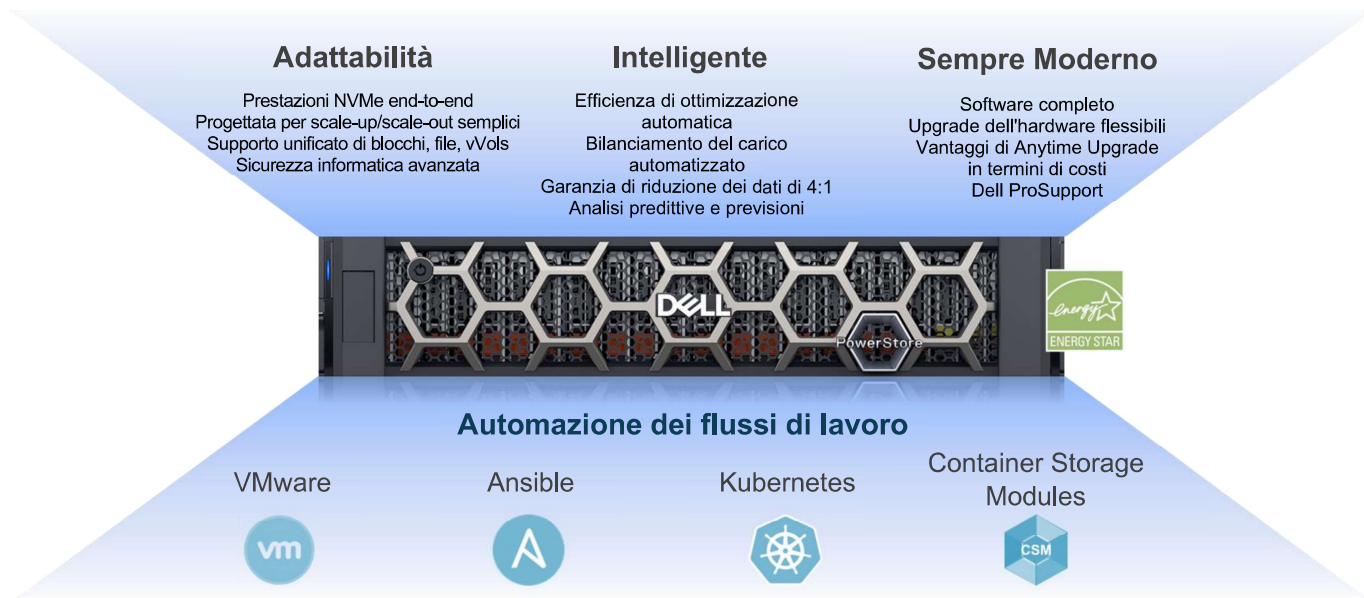 Adattabilità
Prestazioni NVMe end-to-end
Progettata per scale-up/scale-out semplici
Supporto unificato di blocchi, file, vVols
Sicurezza informatica avanzata
Intelligente
Efficienza di ottimizzazione
automatica
Bilanciamento del carico
automatizzato
Garanzia di riduzione dei dati di 4:1
Analisi predittive e previsioni
Sempre Moderno
Software completo
Upgrade dell'hardware flessibili
Vantaggi di Anytime Upgrade
in termini di costi
Dell ProSupport
DELL
PowerStore
energy
ENERGY STAR
Automazione dei flussi di lavoro
VMware
vm
Ansible
A
Kubernetes
Container Storage
Modules
CSM